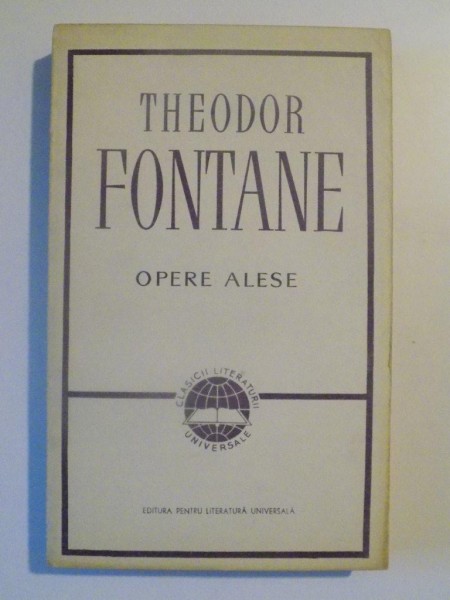 THEODOR
FONTANE
OPERE ALESE
CLASICII LITERATURII
UNIVERSALE
EDITURA PENTRU LITERATURĂ UNIVERSALĂ